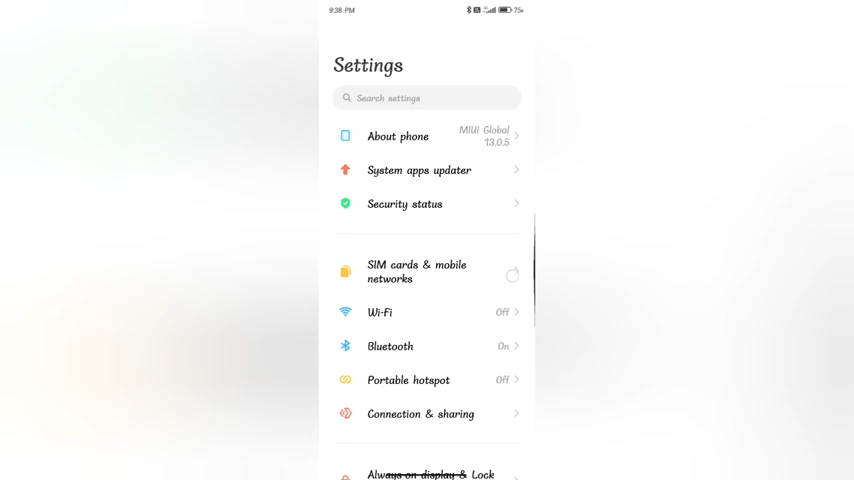 9:38 PM
75%
Settings
Search settings
About phone
MIUI Global
13.0.5
System apps updater
Security status
SIM cards & mobile
networks
Wi-Fi
Off
Bluetooth
On
Portable hotspot
Off
Connection & sharing
Always on display & Lock